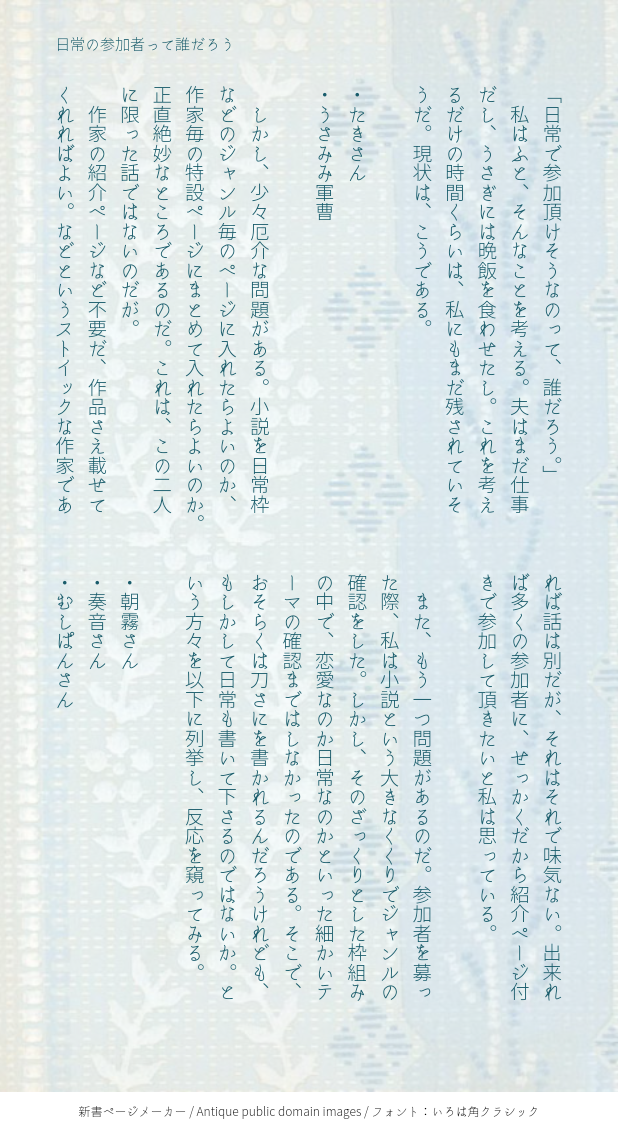 日常の参加者って誰だろう
「日常で参加頂けそうなのって、誰だろう。」
　私はふと、そんなことを考える。夫はまだ仕事
だし、うさぎには晩飯を食わせたし。これを考え
るだけの時間くらいは、私にもまだ残されていそ
うだ。現状は、こうである。
・たきさん
・うさみみ軍曹
　しかし、少々厄介な問題がある。小説を日常枠
などのジャンル毎のページに入れたらよいのか、
作家毎の特設ページにまとめて入れたらよいのか。
正直絶妙なところであるのだ。これは、この二人
に限った話ではないのだが。
　作家の紹介ページなど不要だ、作品さえ載せて
くれればよい。などというストイックな作家であ
れば話は別だが、それはそれで味気ない。出来れ
ば多くの参加者に、せっかくだから紹介ページ付
きで参加して頂きたいと私は思っている。
　また、もう一つ問題があるのだ。参加者を募っ
た際、私は小説という大きなくくりでジャンルの
確認をした。しかし、そのざっくりとした枠組み
の中で、恋愛なのか日常なのかといった細かいテ
ーマの確認まではしなかったのである。そこで、
おそらくは刀さにを書かれるんだろうけれども、
もしかして日常も書いて下さるのではないか。と
いう方々を以下に列挙し、反応を窺ってみる。
・朝霧さん
・奏音さん
・むしぱんさん
新書ページメーカー / Antique public domain images / フォント：いろは角クラシック